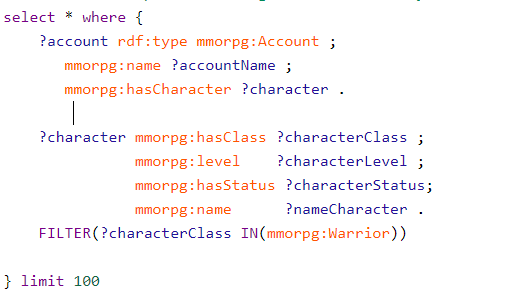 select * where {
?account rdf:type mmorpg:Account ;
mmorpg:name ?accountName ;
mmorpg:hasCharacter ?character .
?character mmorpg:hasClass ?characterClass ;
mmorpg:level ?characterLevel ;
mmorpg:hasStatus ?characterStatus;
mmorpg:name ?nameCharacter .
FILTER(?characterClass IN(mmorpg:Warrior))
} limit 100